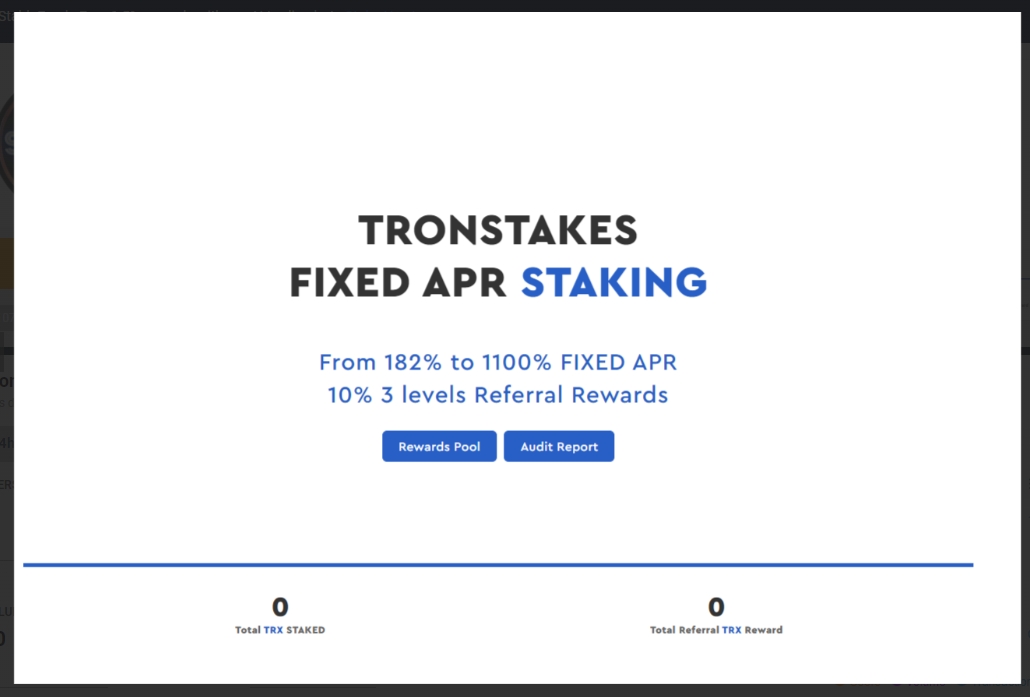 TRONSTAKES
FIXED APR STAKING
From 182% to 1100% FIXED APR
10% 3 levels Referral Rewards
Rewards Pool
Audit Report
0
Total TRX STAKED
0
Total Referral TRX Reward